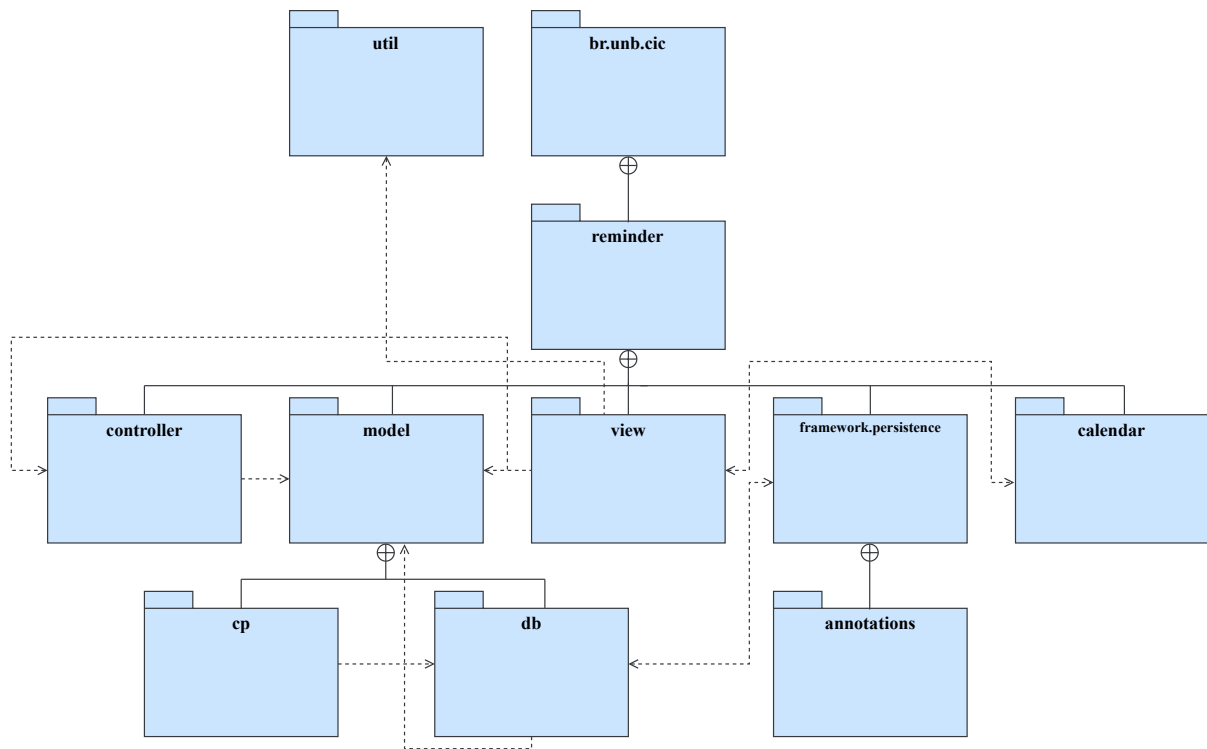 util
br.unb.cic
reminder
controller
model
view
framework.persistence
calendar
cp
db
annotations